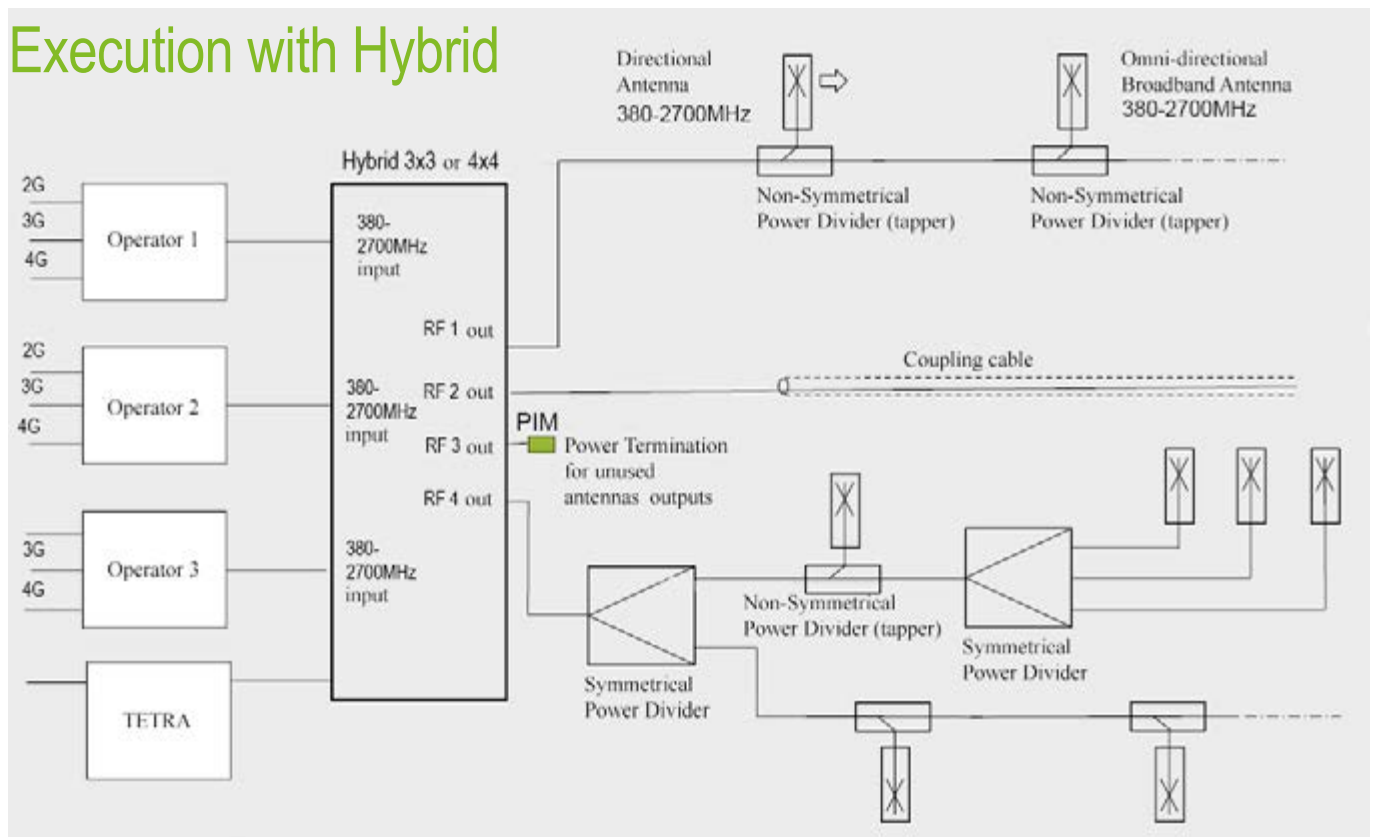 Execution with Hybrid
Directional
Antenna
380-2700MHz
Omni-directional
Broadband Antenna
380-2700MHz
Non-Symmetrical
Power Divider (tapper)
Non-Symmetrical
Power Divider (tapper)
Hybrid 3x3 or 4x4
2G
3G
4G
Operator 1
380-
2700MHz
input
RF 1 out
2G
3G
4G
Operator 2
380-
2700MHz
input
RF 2 out
Coupling cable
RF 3 out
PIM
Power Termination
for unused
antennas outputs
RF 4 out
3G
4G
Operator 3
380-
2700MHz
input
TETRA
Symmetrical
Power Divider
Non-Symmetrical
Power Divider (tapper)
Symmetrical
Power Divider